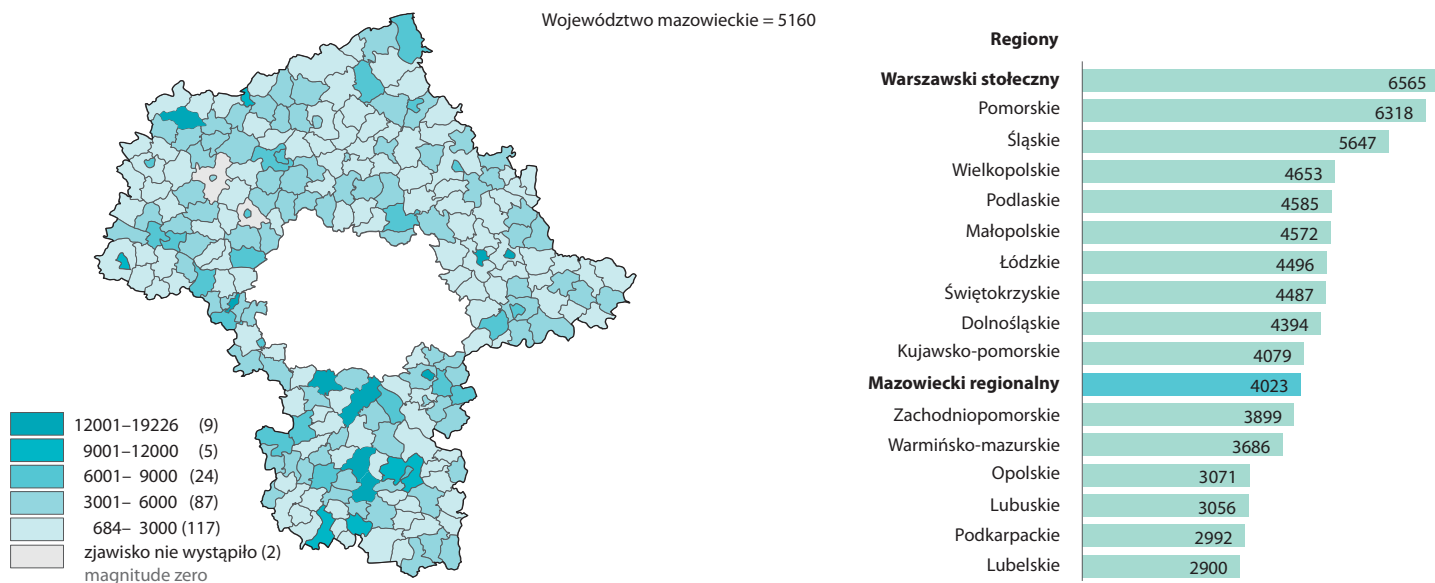 Województwo mazowieckie = 5160
12001–19226 (9)
9001–12000 (5)
6001– 9000 (24)
3001– 6000 (87)
684– 3000 (117)
zjawisko nie wystąpiło (2)
magnitude zero
Regiony
Warszawski stołeczny 6565
Pomorskie 6318
Śląskie 5647
Wielkopolskie 4653
Podlaskie 4585
Małopolskie 4572
Łódzkie 4496
Świętokrzyskie 4487
Dolnośląskie 4394
Kujawsko-pomorskie 4079
Mazowiecki regionalny 4023
Zachodniopomorskie 3899
Warmińsko-mazurskie 3686
Opolskie 3071
Lubuskie 3056
Podkarpackie 2992
Lubelskie 2900